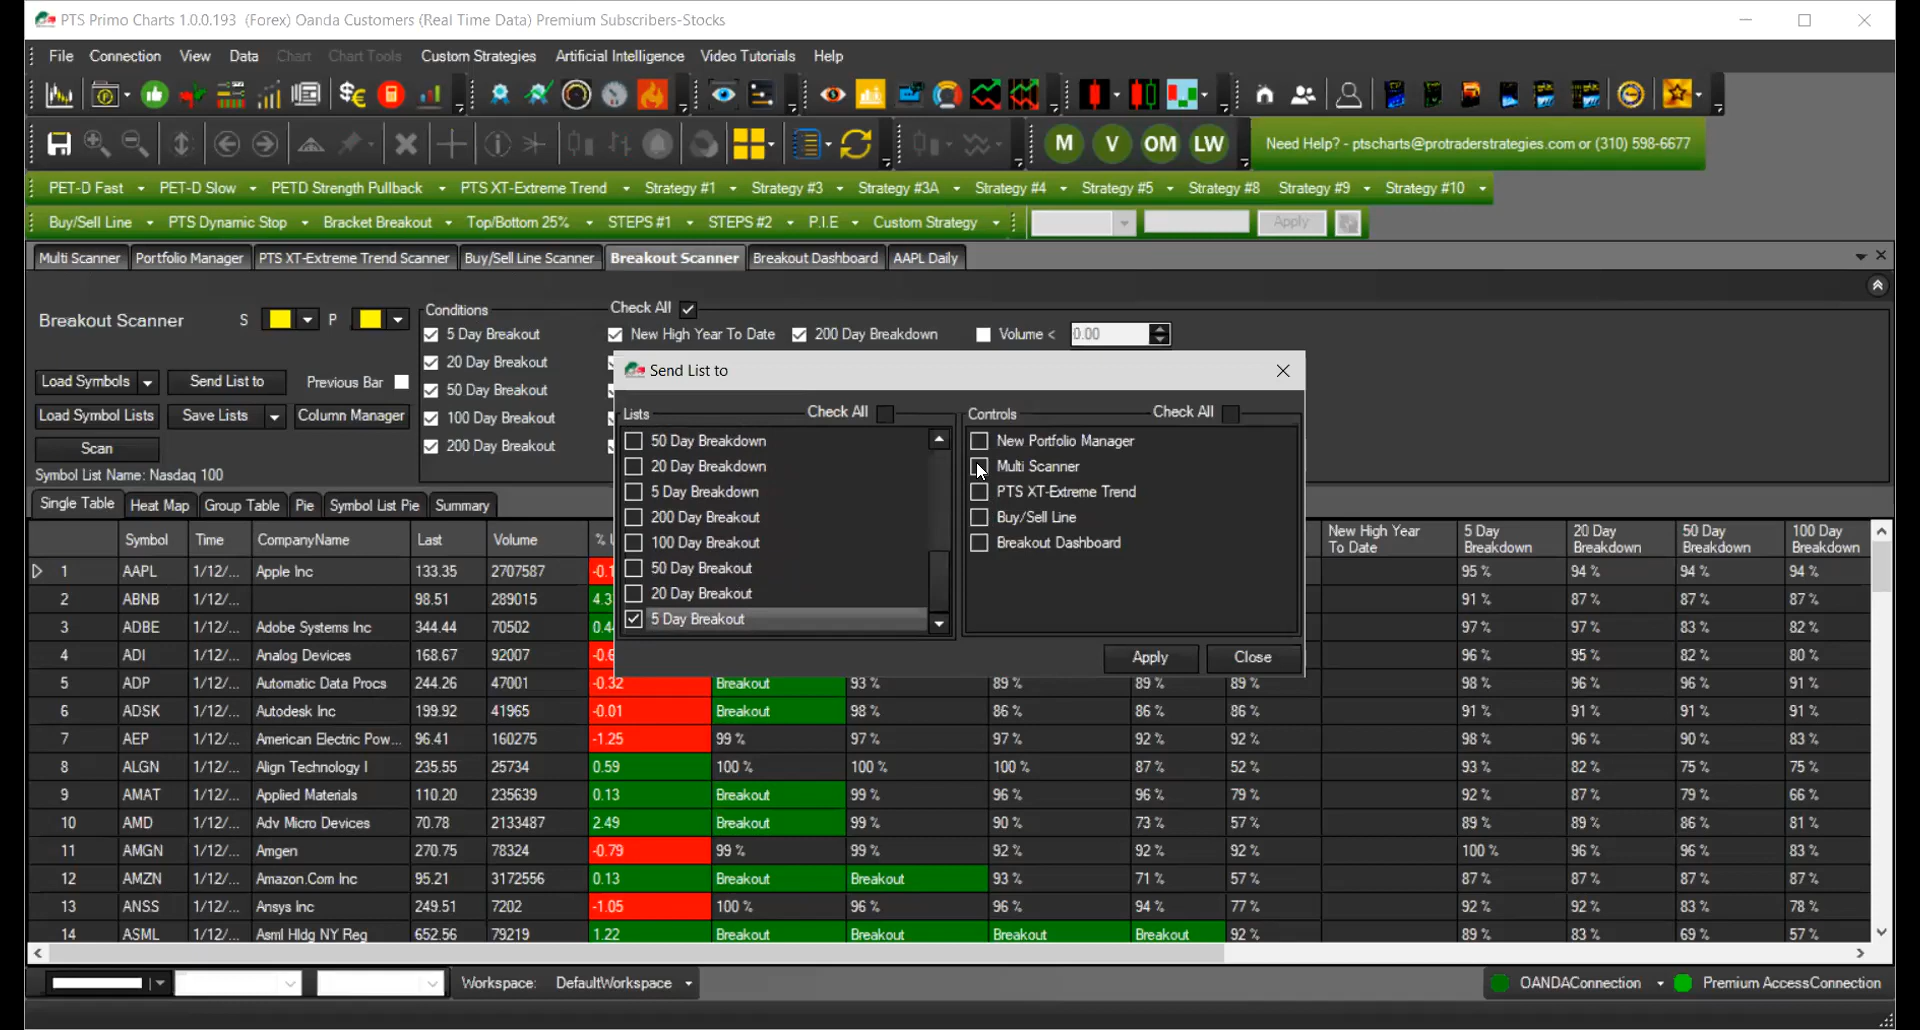 PTS Primo Charts 1.0.0.193 (Forex) Oanda Customers (Real Time Data) Premium Subscribers-Stocks
File Connection View Data Chart Chart Tools Custom Strategies Artificial Intelligence Video Tutorials Help
M V OM LW Need Help? - ptscharts@protraderstrategies.com or (310) 598-6677
PET-D Fast PET-D Slow PETD Strength Pullback PTS XT-Extreme Trend Strategy #1 Strategy #3 Strategy #3A Strategy #4 Strategy #5 Strategy #8 Strategy #9 Strategy #10
Buy/Sell Line PTS Dynamic Stop Bracket Breakout Top/Bottom 25% STEPS #1 STEPS #2 P.I.E Custom Strategy Apply
Multi Scanner Portfolio Manager PTS XT-Extreme Trend Scanner Buy/Sell Line Scanner Breakout Scanner Breakout Dashboard AAPL Daily
Breakout Scanner S P
Conditions Check All
5 Day Breakout New High Year To Date 200 Day Breakdown Volume < 0.00
20 Day Breakout
50 Day Breakout
100 Day Breakout
200 Day Breakout
Load Symbols Send List to Previous Bar
Load Symbol Lists Save Lists Column Manager
Scan
Symbol List Name: Nasdaq 100
Send List to
Lists Check All Controls Check All
50 Day Breakdown New Portfolio Manager
20 Day Breakdown Multi Scanner
5 Day Breakdown PTS XT-Extreme Trend
200 Day Breakout Buy/Sell Line
100 Day Breakout Breakout Dashboard
50 Day Breakout
20 Day Breakout
5 Day Breakout
Apply Close
Single Table Heat Map Group Table Pie Symbol List Pie Summary
Symbol Time CompanyName Last Volume New High Year To Date 5 Day Breakdown 20 Day Breakdown 50 Day Breakdown 100 Day Breakdown
1 AAPL 1/12/... Apple Inc 133.35 2707587 95 % 94 % 94 % 94 %
2 ABNB 1/12/... 98.51 289015 91 % 87 % 87 % 87 %
3 ADBE 1/12/... Adobe Systems Inc 344.44 70502 97 % 97 % 83 % 82 %
4 ADI 1/12/... Analog Devices 168.67 92007 96 % 95 % 82 % 80 %
5 ADP 1/12/... Automatic Data Procs 244.26 47001 -0.32 Breakout 93 % 89 % 89 % 89 % 98 % 96 % 96 % 91 %
6 ADSK 1/12/... Autodesk Inc 199.92 41965 -0.01 Breakout 98 % 86 % 86 % 86 % 91 % 91 % 91 % 91 %
7 AEP 1/12/... American Electric Pow... 96.41 160275 -1.25 99 % 97 % 97 % 92 % 92 % 98 % 96 % 90 % 83 %
8 ALGN 1/12/... Align Technology I 235.55 25734 0.59 100 % 100 % 100 % 87 % 52 % 93 % 82 % 75 % 75 %
9 AMAT 1/12/... Applied Materials 110.20 235639 0.13 Breakout 99 % 96 % 96 % 79 % 92 % 87 % 79 % 66 %
10 AMD 1/12/... Adv Micro Devices 70.78 2133487 2.49 Breakout 99 % 90 % 73 % 57 % 89 % 89 % 86 % 81 %
11 AMGN 1/12/... Amgen 270.75 78324 -0.79 99 % 99 % 92 % 92 % 92 % 100 % 96 % 96 % 83 %
12 AMZN 1/12/... Amazon.Com Inc 95.21 3172556 0.13 Breakout Breakout 93 % 71 % 57 % 87 % 87 % 87 % 87 %
13 ANSS 1/12/... Ansys Inc 249.51 7202 -1.05 100 % 96 % 96 % 94 % 77 % 92 % 92 % 83 % 78 %
14 ASML 1/12/... Asml Hldg NY Reg 652.56 79219 1.22 Breakout Breakout Breakout Breakout 92 % 89 % 83 % 69 % 57 %
Workspace: DefaultWorkspace OANDAConnection Premium AccessConnection